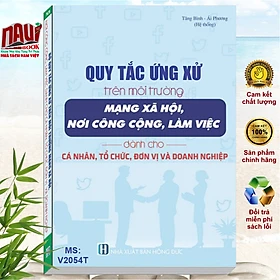 NAVI
BOOK
NHÀ SÁCH NAM VIỆT
Tăng Bình - Ái Phương
(Hệ thống)
QUY TẮC ỨNG XỬ
trên môi trường
MẠNG XÃ HỘI,
NƠI CÔNG CỘNG, LÀM VIỆC
dành cho
CÁ NHÂN, TỔ CHỨC, ĐƠN VỊ VÀ DOANH NGHIỆP
Cam kết
chất lượng
Sản phẩm
chính hãng
Đổi trả
miễn phí
sách lỗi
MS:
V2054T
NHÀ XUẤT BẢN HỒNG ĐỨC